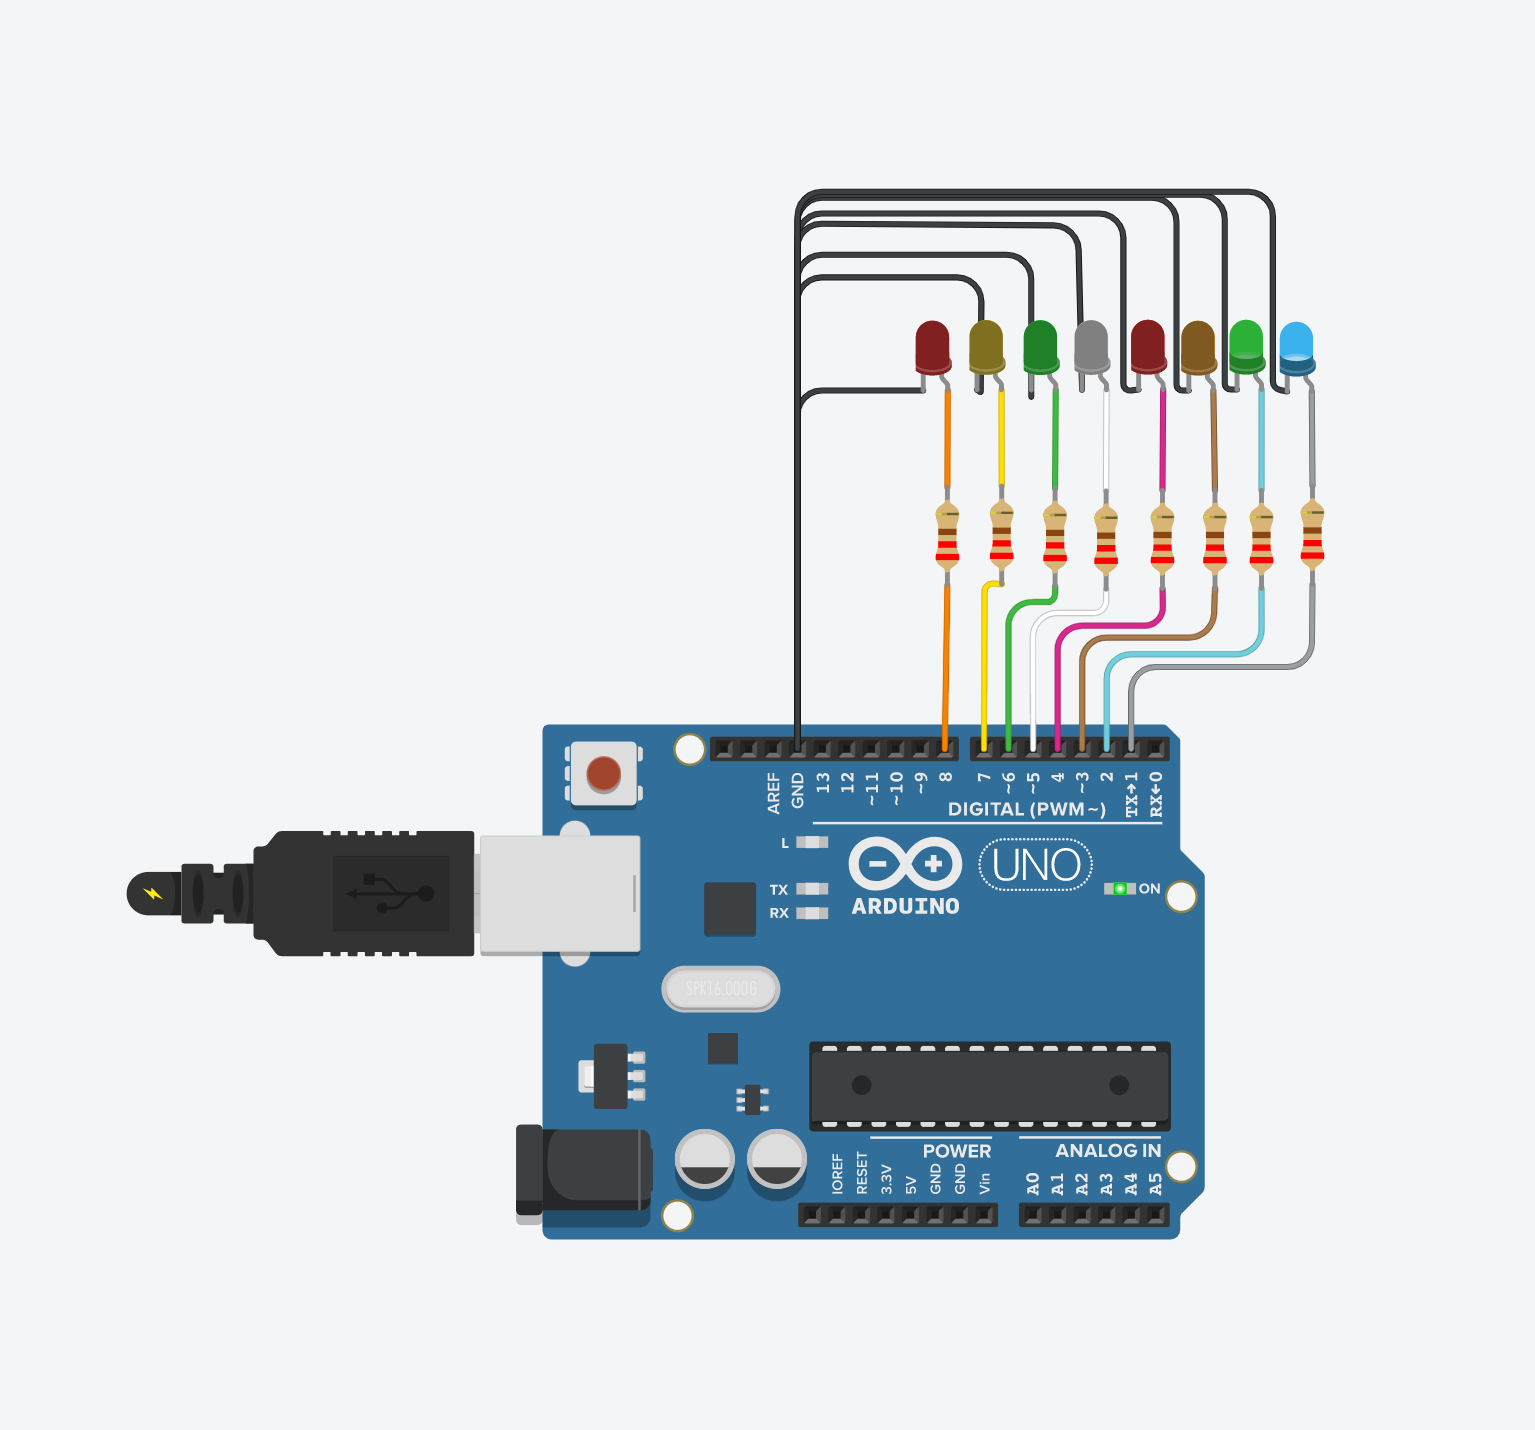 AREF
GND
13
12
~11
~10
~9
8
7
~6
~5
4
~3
2
TX→1
RX←0
DIGITAL (PWM~)
L
TX
RX
UNO
ARDUINO
ON
SPK16.000G
POWER
ANALOG IN
IOREF
RESET
3.3V
5V
GND
GND
Vin
A0
A1
A2
A3
A4
A5